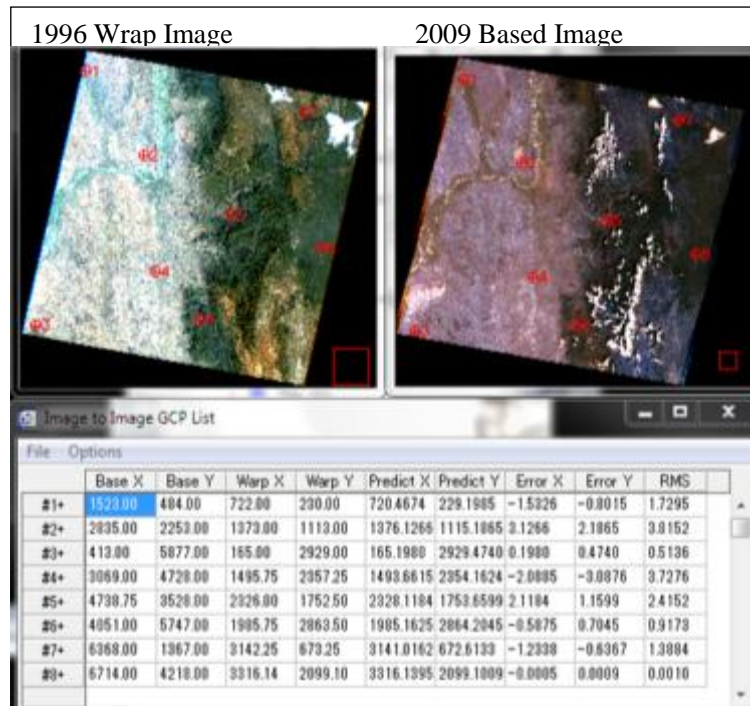 1996 Wrap Image 2009 Based Image
Image to Image GCP List
File Options
Base X Base Y Warp X Warp Y Predict X Predict Y Error X Error Y RMS
#1+ 1523.00 484.00 722.00 230.00 720.4674 229.1985 -1.5326 -0.8015 1.7295
#2+ 2835.00 2253.00 1373.00 1113.00 1376.1266 1115.1865 3.1266 2.1865 3.8152
#3+ 413.00 5877.00 165.00 2929.00 165.1980 2929.4740 0.1980 0.4740 0.5136
#4+ 3069.00 4728.00 1495.75 2357.25 1493.6615 2354.1624 -2.0885 -3.0876 3.7276
#5+ 4738.75 3528.00 2326.00 1752.50 2328.1184 1753.6599 2.1184 1.1599 2.4152
#6+ 4051.00 5747.00 1985.75 2863.50 1985.1625 2864.2045 -0.5875 0.7045 0.9173
#7+ 6368.00 1367.00 3142.25 673.25 3141.0162 672.6133 -1.2338 -0.6367 1.3884
#8+ 6714.00 4218.00 3316.14 2099.10 3316.1395 2099.1009 -0.0005 0.0009 0.0010